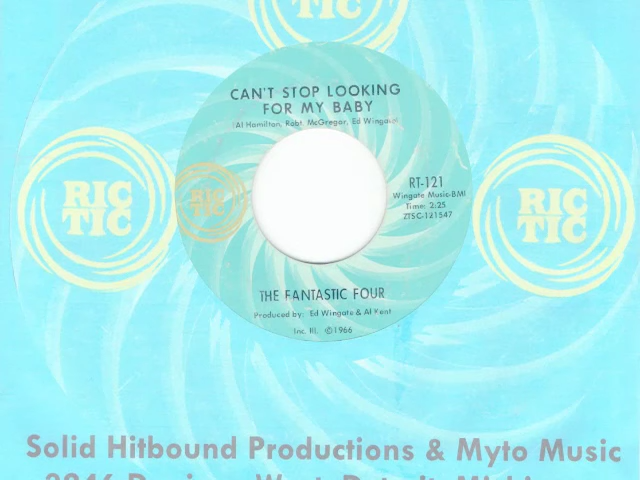 TIC
CAN'T STOP LOOKING
FOR MY BABY
(Al Hamilton, Robt. McGregor, Ed Wingate)
RIC
TIC
RIC
TIC
RT-121
Wingate Music-BMI
Time: 2:25
ZTSC-121547
RIC
TIC
THE FANTASTIC FOUR
Produced by: Ed Wingate & Al Kent
Inc. Ill. ©1966
Solid Hitbound Productions & Myto Music